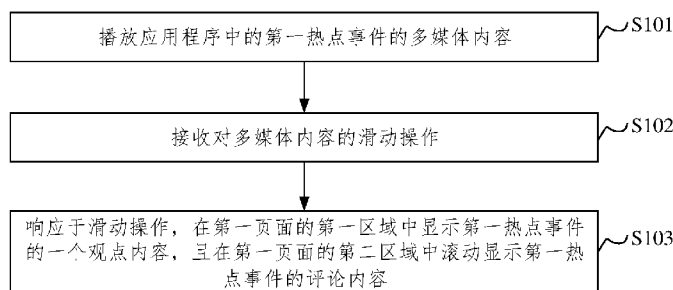 播放应用程序中的第一热点事件的多媒体内容
S101
接收对多媒体内容的滑动操作
S102
响应于滑动操作，在第一页面的第一区域中显示第一热点事件
的一个观点内容，且在第一页面的第二区域中滚动显示第一热
点事件的评论内容
S103